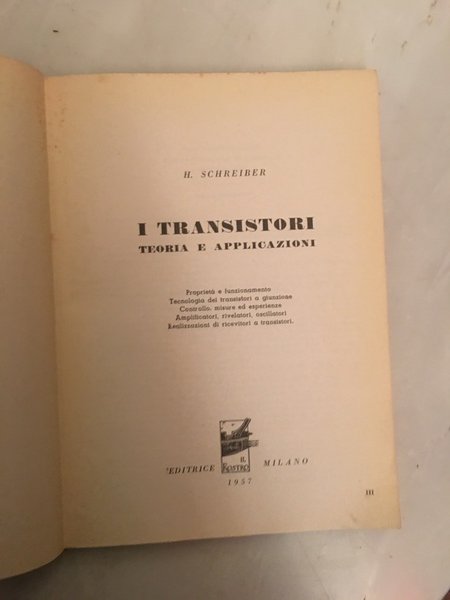 H. SCHREIBER
I TRANSISTORI
TEORIA E APPLICAZIONI
Proprietà e funzionamento
Tecnologia dei transistori a giunzione
Controllo, misure ed esperienze
Amplificatori, rivelatori, oscillatori
Realizzazioni di ricevitori a transistori.
IL
ROSTRO
EDITRICE MILANO
1957
III